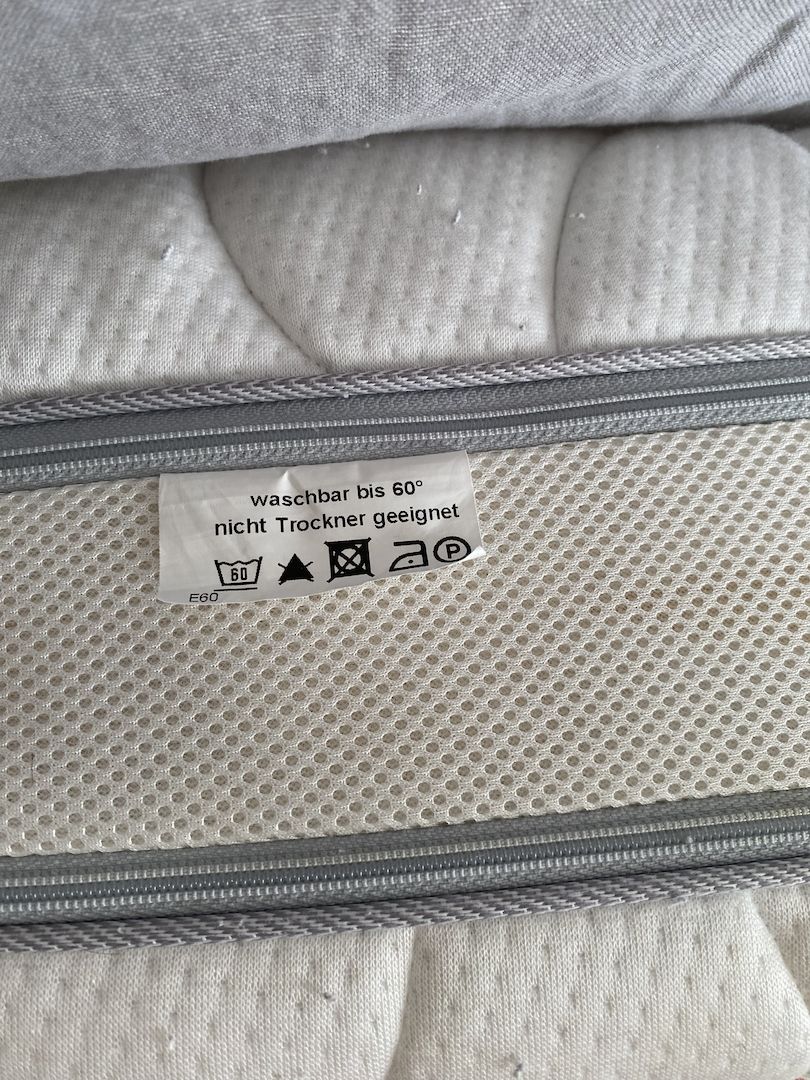 waschbar bis 60°
nicht Trockner geeignet
60 P
E60